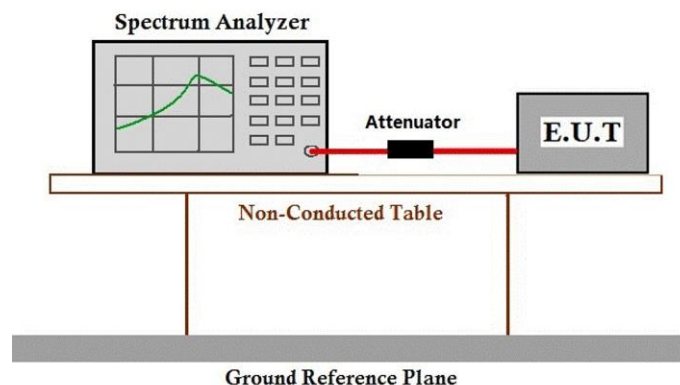 Spectrum Analyzer
Attenuator
E.U.T
Non-Conducted Table
Ground Reference Plane